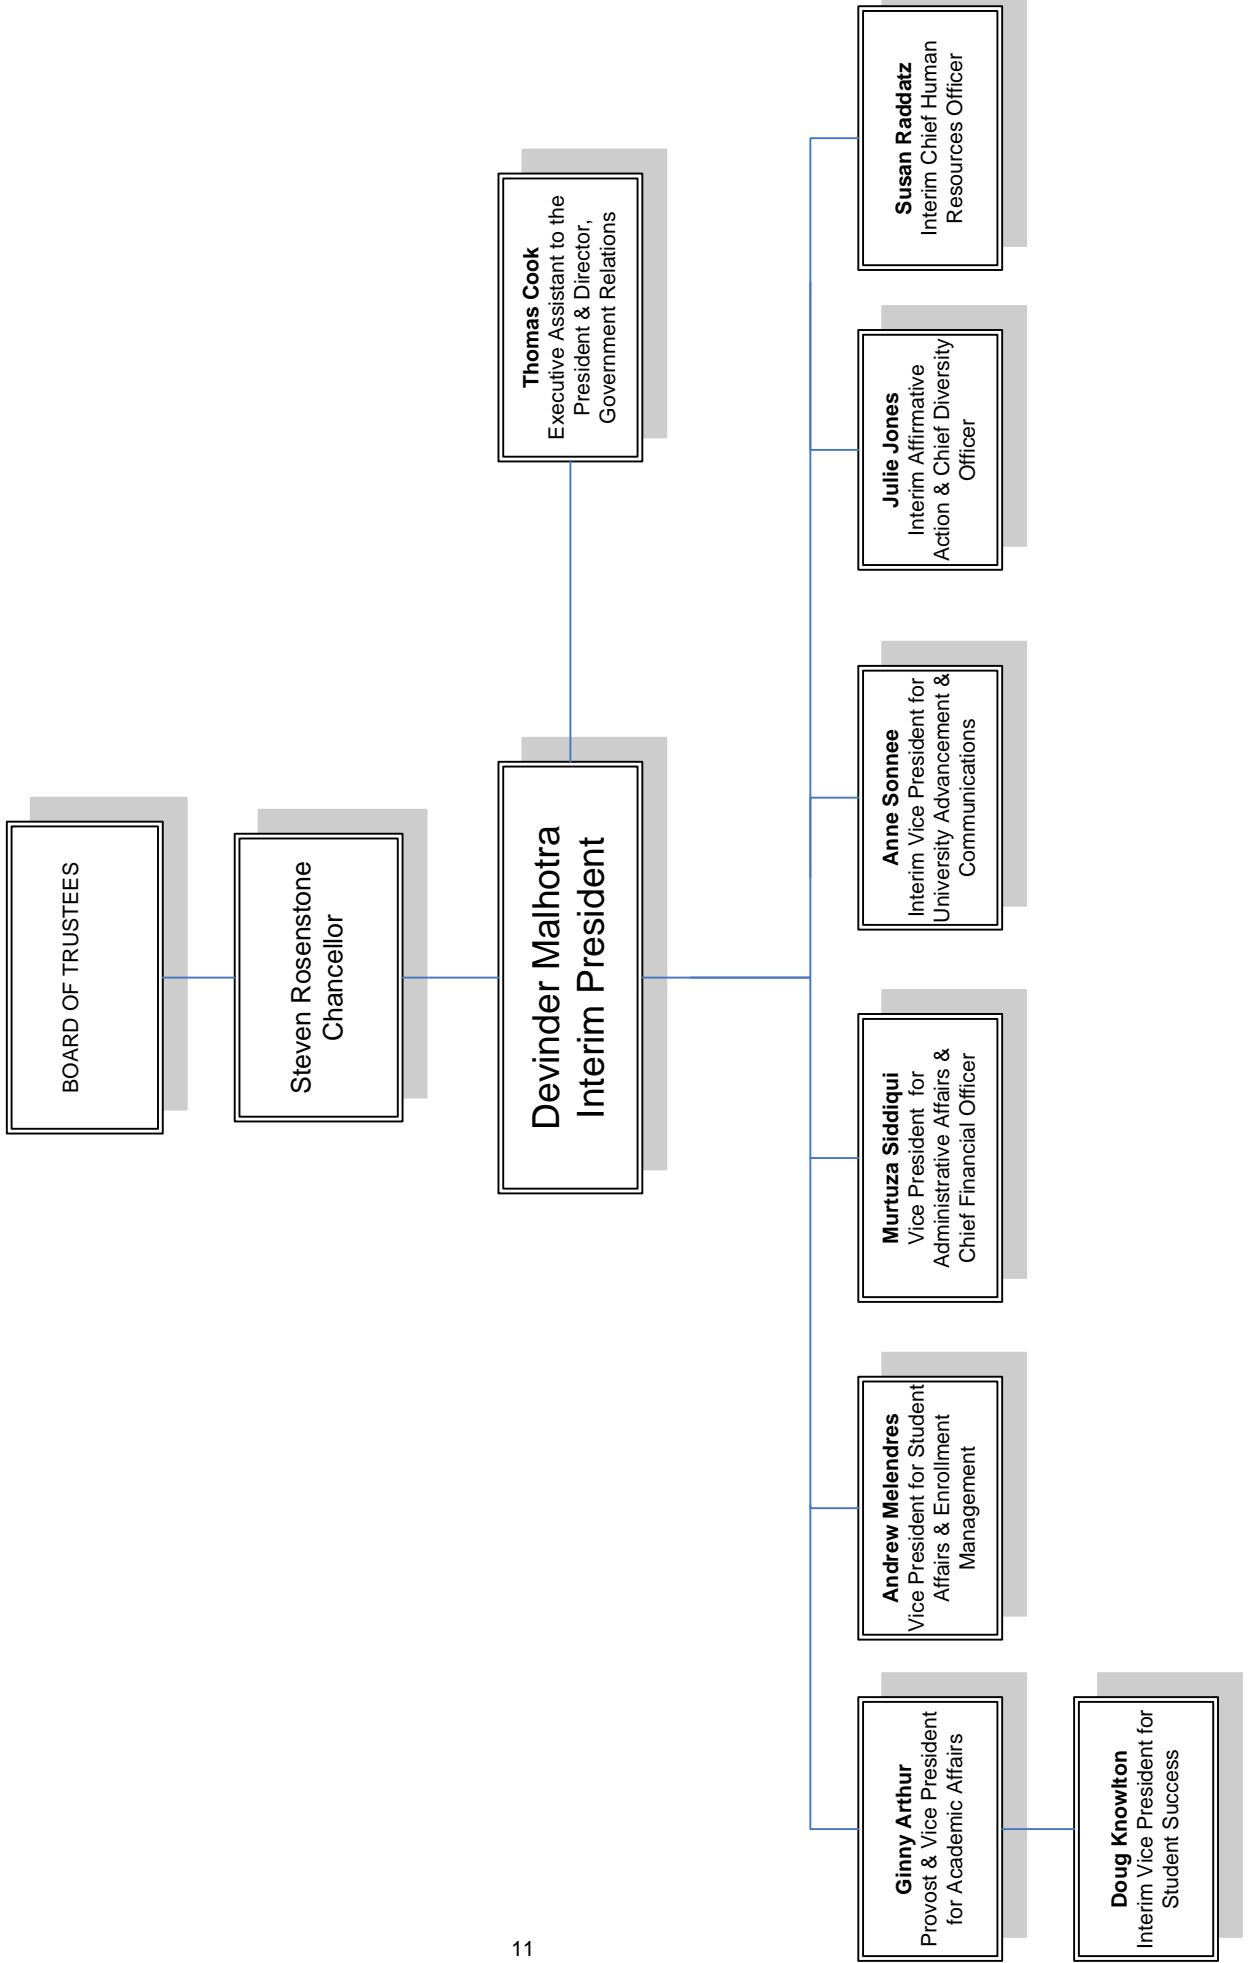 BOARD OF TRUSTEES
Steven Rosenstone
Chancellor
Devinder Malhotra
Interim President
Thomas Cook
Executive Assistant to the
President & Director,
Government Relations
Ginny Arthur
Provost & Vice President
for Academic Affairs
Andrew Melendres
Vice President for Student
Affairs & Enrollment
Management
Murtuza Siddiqui
Vice President for
Administrative Affairs &
Chief Financial Officer
Anne Sonnee
Interim Vice President for
University Advancement &
Communications
Julie Jones
Interim Affirmative
Action & Chief Diversity
Officer
Susan Raddatz
Interim Chief Human
Resources Officer
Doug Knowlton
Interim Vice President for
Student Success
11